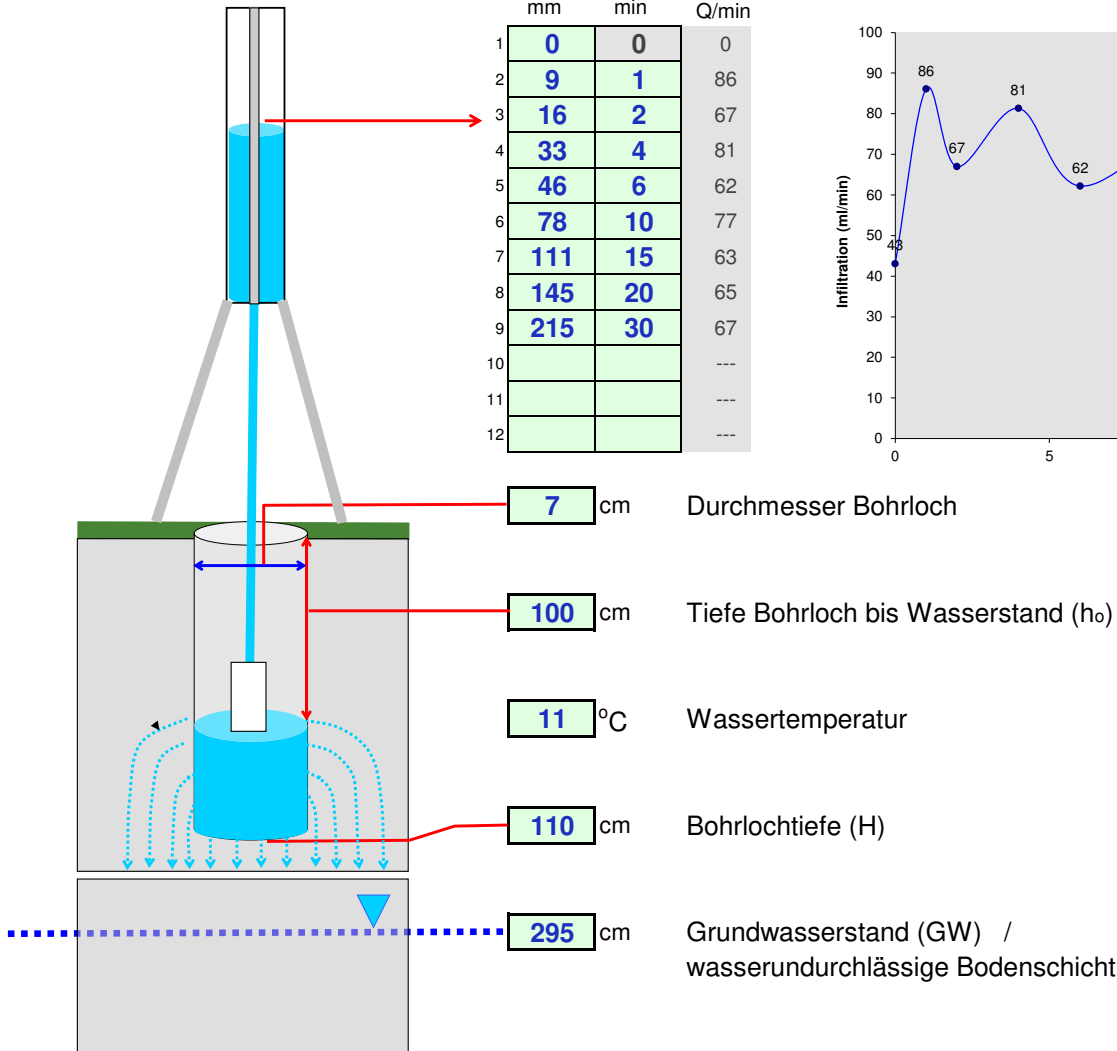 mm min Q/min
1 0 0 0
2 9 1 86
3 16 2 67
4 33 4 81
5 46 6 62
6 78 10 77
7 111 15 63
8 145 20 65
9 215 30 67
10 ---
11 ---
12 ---
Infiltration (ml/min)
100
90
80
70
60
50
40
30
20
10
0
0 5
43
86
67
81
62
7 cm Durchmesser Bohrloch
100 cm Tiefe Bohrloch bis Wasserstand (ho)
11 °C Wassertemperatur
110 cm Bohrlochtiefe (H)
295 cm Grundwasserstand (GW) /
wasserundurchlässige Bodenschicht